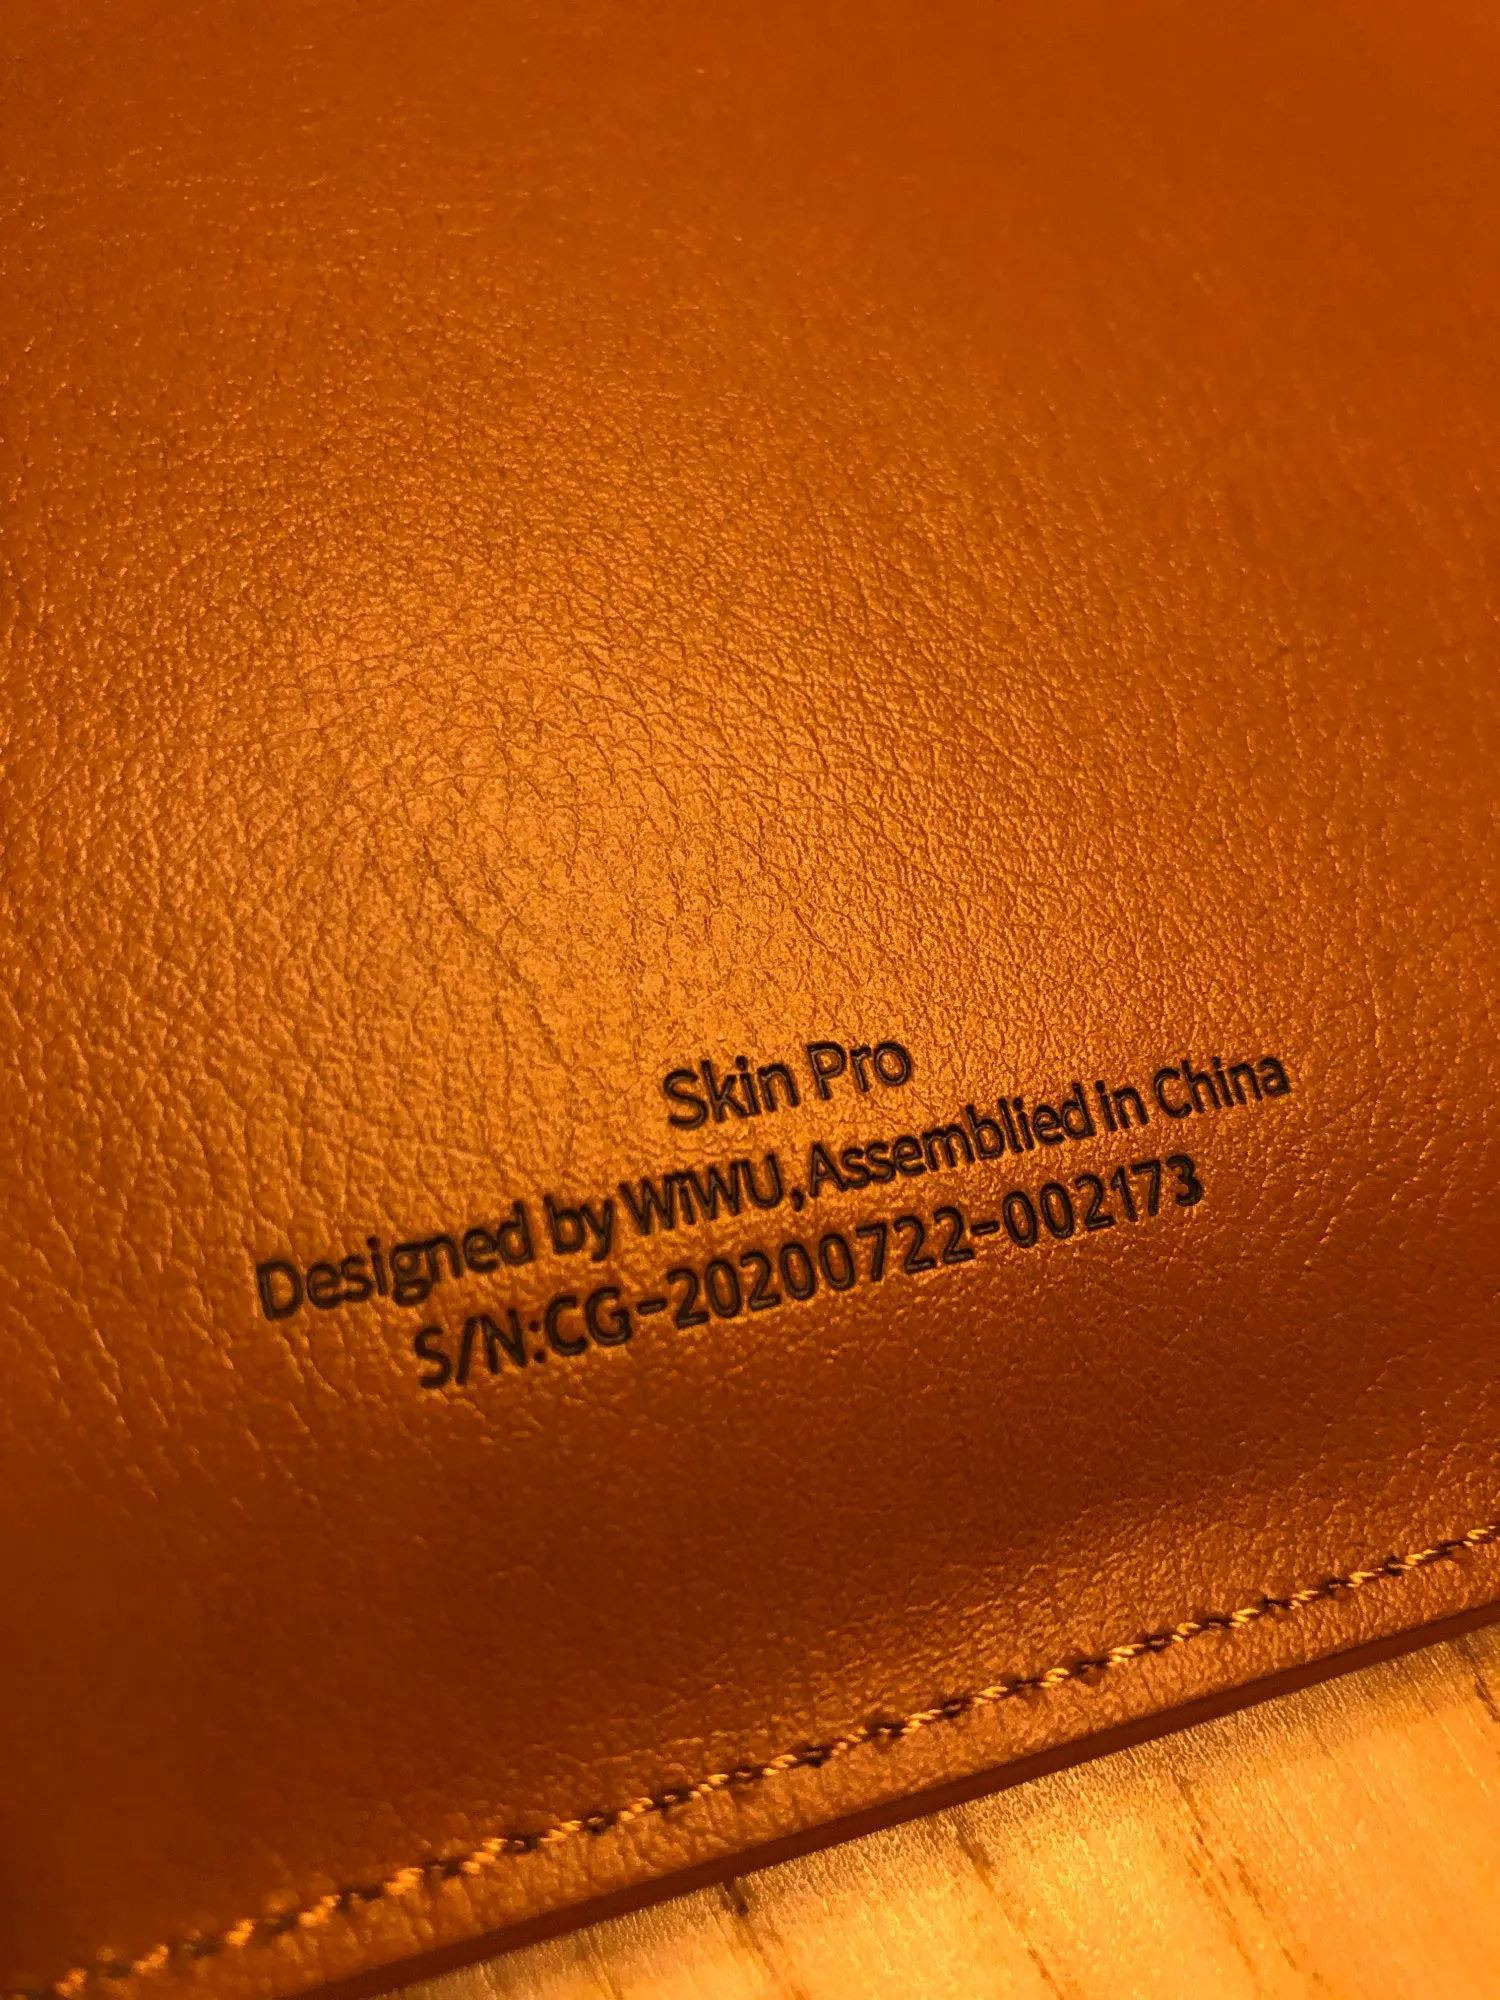 Skin Pro
Designed by WiWU, Assemblied in China
S/N:CG-20200722-002173